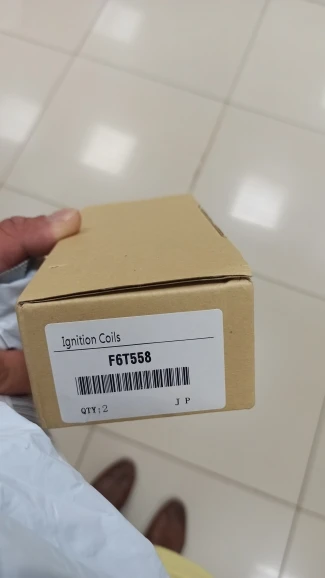 Ignition Coils
F6T558
QTY:2 J P